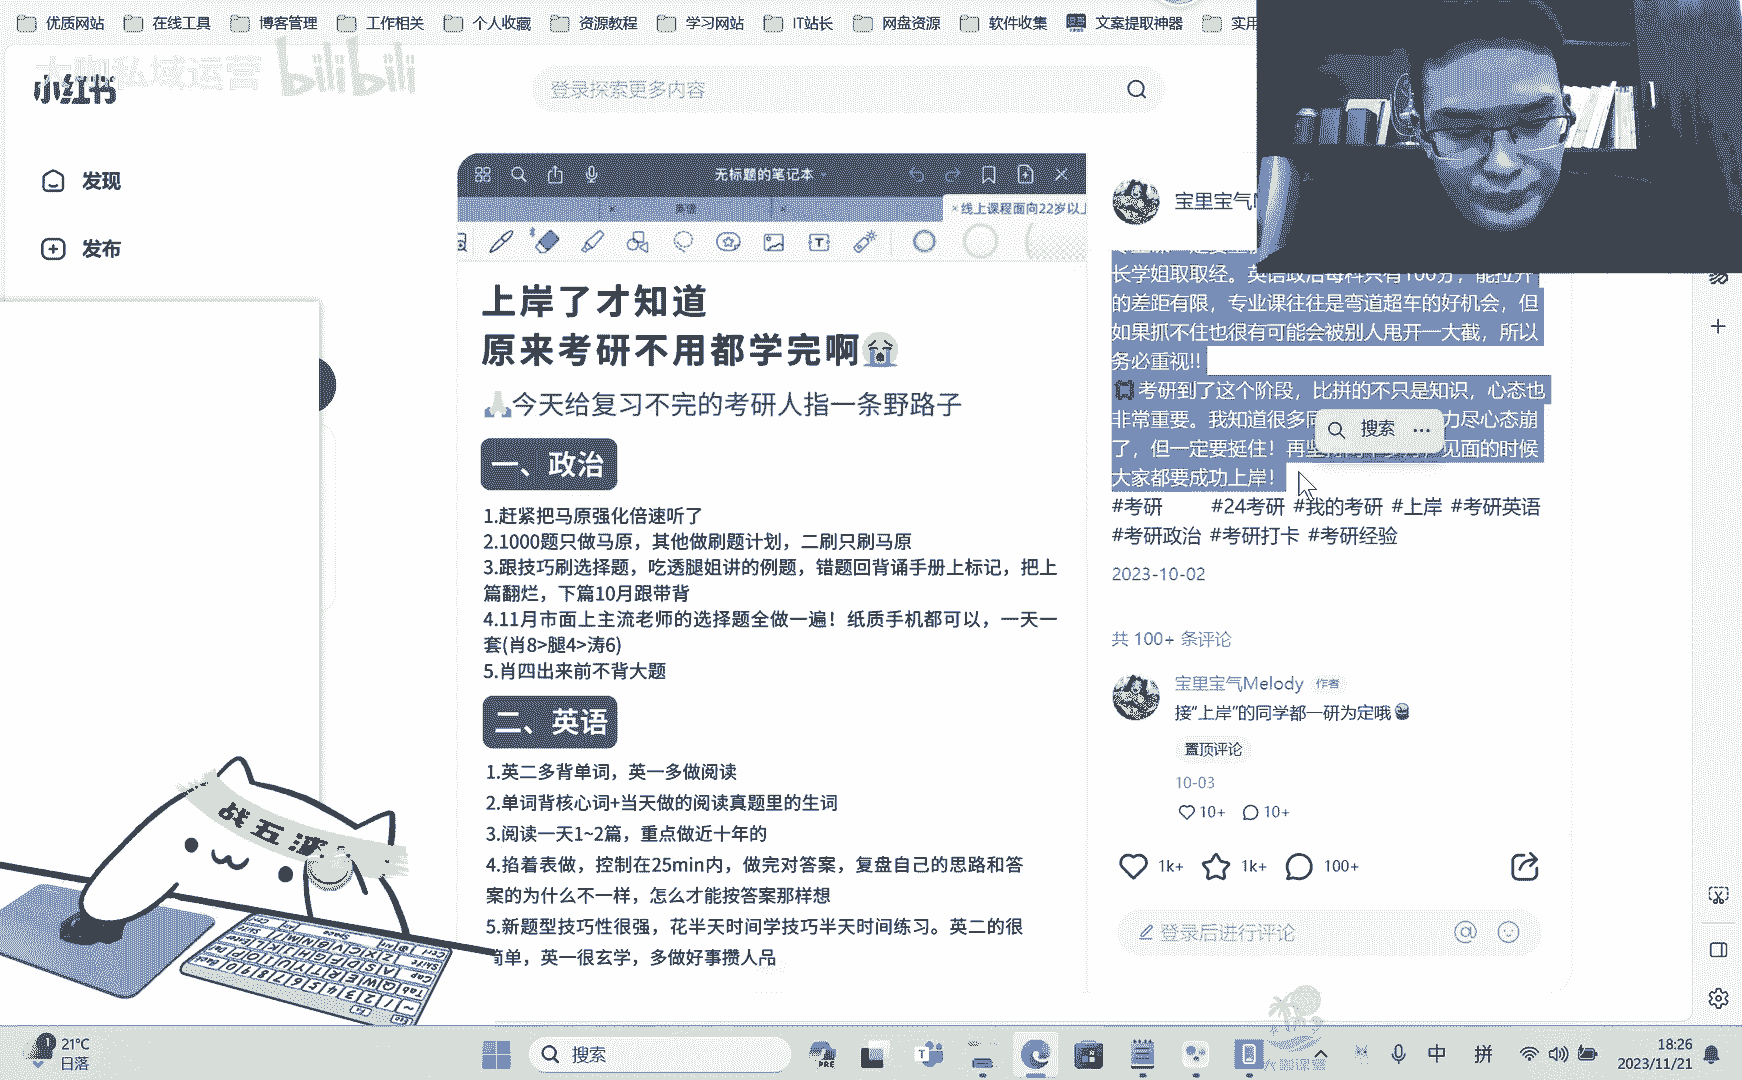 优质网站 在线工具 博客管理 工作相关 个人收藏 资源教程 学习网站 IT站长 网盘资源 软件收集 文案提取神器 实用
大咖私域运营 bilibili
小红书
登录探索更多内容
发现
发布
无标题的笔记本
英语
×线上课程面向22岁以上
上岸了才知道
原来考研不用都学完啊😭
🙏今天给复习不完的考研人指一条野路子
一、政治
1.赶紧把马原强化倍速听了
2.1000题只做马原，其他做刷题计划，二刷只刷马原
3.跟技巧刷选择题，吃透腿姐讲的例题，错题回背诵手册上标记，把上
篇翻烂，下篇10月跟带背
4.11月市面上主流老师的选择题全做一遍！纸质手机都可以，一天一
套(肖8>腿4>涛6)
5.肖四出来前不背大题
二、英语
1.英二多背单词，英一多做阅读
2.单词背核心词+当天做的阅读真题里的生词
3.阅读一天1~2篇，重点做近十年的
4.掐着表做，控制在25min内，做完对答案，复盘自己的思路和答
案的为什么不一样，怎么才能按答案那样想
5.新题型技巧性很强，花半天时间学技巧半天时间练习。英二的很
简单，英一很玄学，多做好事攒人品
宝里宝气
长学姐取取经。英语政治每科只有100分，能拉开
的差距有限，专业课往往是弯道超车的好机会，但
如果抓不住也很有可能会被别人甩开一大截，所以
务必重视!!
考研到了这个阶段，比拼的不只是知识，心态也
非常重要。我知道很多同 力尽心态崩
了，但一定要挺住！再坚 见面的时候
大家都要成功上岸！
搜索 ···
#考研 #24考研 #我的考研 #上岸 #考研英语
#考研政治 #考研打卡 #考研经验
2023-10-02
共 100+ 条评论
宝里宝气Melody 作者
接“上岸”的同学都一研为定哦
置顶评论
10-03
10+ 10+
1k+ 1k+ 100+
登录后进行评论
战五渣
21°C
日落
搜索
PRE
大咖课堂
中 拼
18:26
2023/11/21